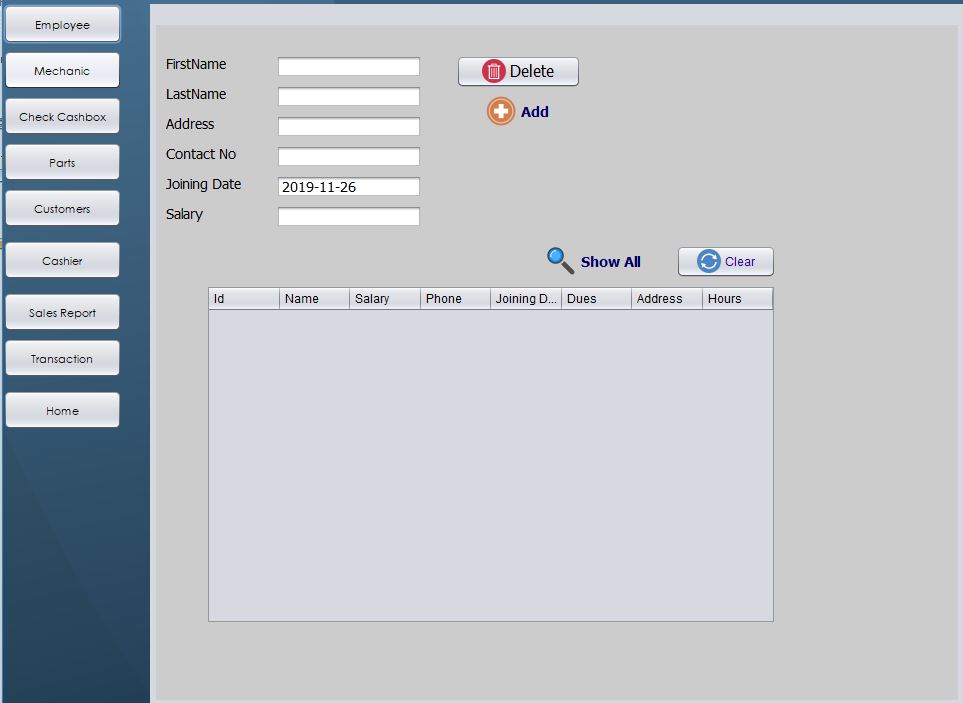 Employee
Mechanic
Check Cashbox
Parts
Customers
Cashier
Sales Report
Transaction
Home
FirstName
LastName
Address
Contact No
Joining Date 2019-11-26
Salary
Delete
Add
Show All Clear
Id Name Salary Phone Joining D... Dues Address Hours